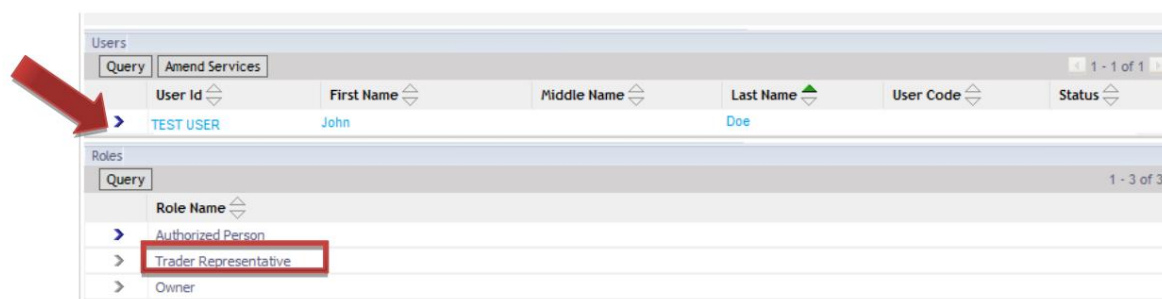 Users
Query Amend Services 1 - 1 of 1
User Id First Name Middle Name Last Name User Code Status
TEST USER John Doe
Roles
Query 1 - 3 of 3
Role Name
Authorized Person
Trader Representative
Owner